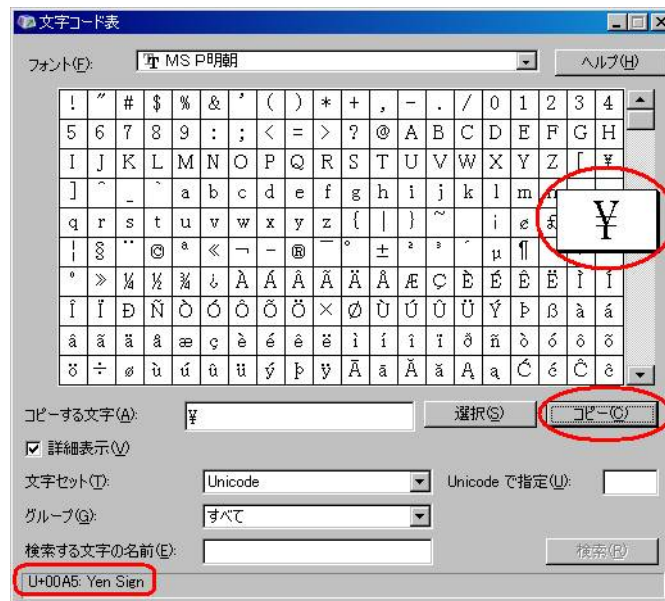 文字コード表
フォント(F): MS P明朝 ヘルプ(H)
! " # $ % & ' ( ) * + , - . / 0 1 2 3 4
5 6 7 8 9 : ; < = > ? @ A B C D E F G H
I J K L M N O P Q R S T U V W X Y Z [ ¥
] ^ _ ` a b c d e f g h i j k l m n
q r s t u v w x y z { | } ~ ¡ ¢ £ ¥
¦ § ¨ © ª « ¬ - ® ¯ ° ± ² ³ ´ µ ¶
º » ¼ ½ ¾ ¿ À Á Â Ã Ä Å Æ Ç È É Ê Ë Ì Í
Î Ï Ð Ñ Ò Ó Ô Õ Ö × Ø Ù Ú Û Ü Ý Þ ß à á
â ã ä å æ ç è é ê ë ì í î ï ð ñ ò ó ô õ
ö ÷ ø ù ú û ü ý þ ÿ Ā ā Ă ă Ą ą Ć ć Ĉ ĉ
コピーする文字(A): ¥ 選択(S) コピー(C)
詳細表示(V)
文字セット(T): Unicode Unicode で指定(U):
グループ(G): すべて
検索する文字の名前(E): 検索(R)
U+00A5: Yen Sign